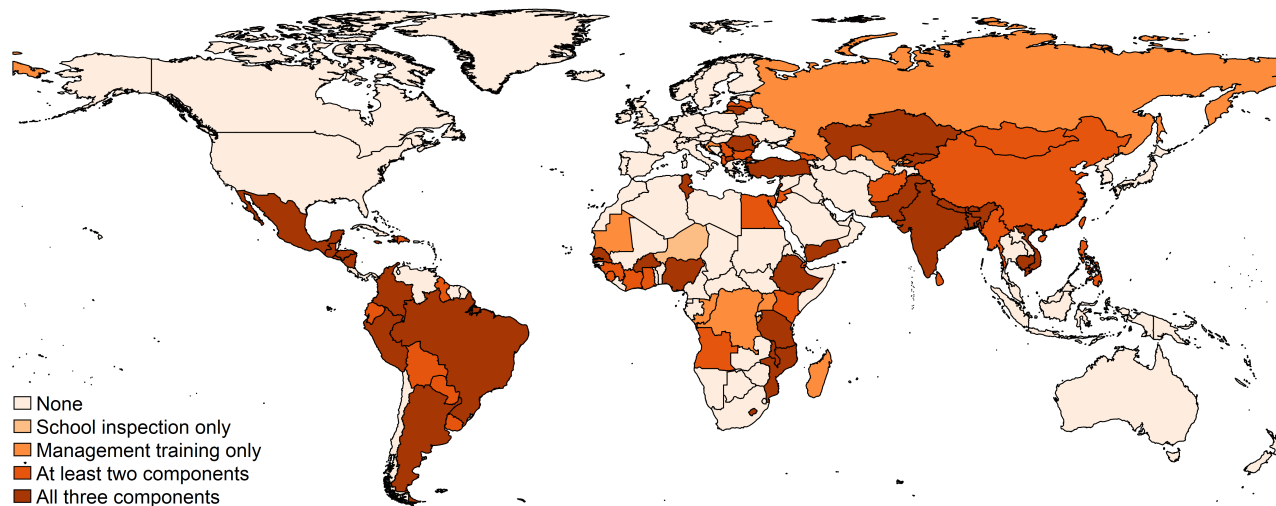 None
School inspection only
Management training only
At least two components
All three components